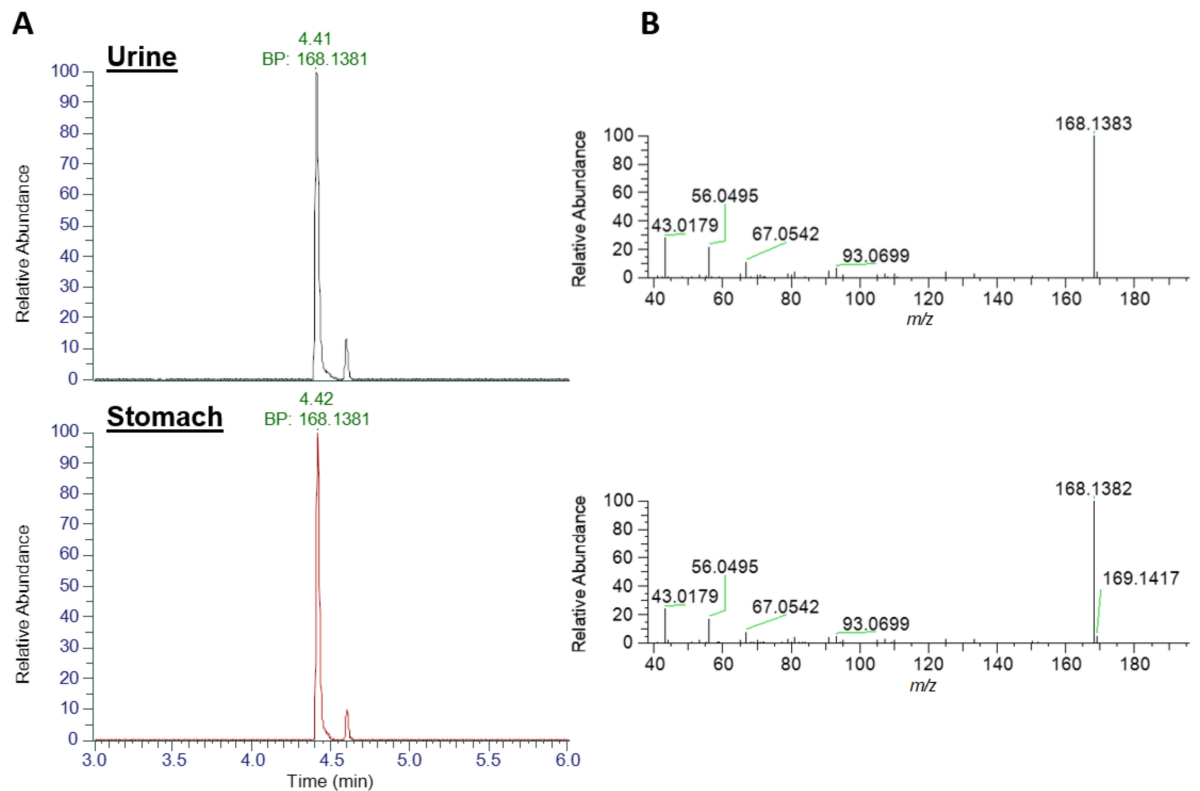 A
B
Urine
4.41
BP: 168.1381
Relative Abundance
100
90
80
70
60
50
40
30
20
10
0
Stomach
4.42
BP: 168.1381
Relative Abundance
100
90
80
70
60
50
40
30
20
10
0
3.0 3.5 4.0 4.5 5.0 5.5 6.0
Time (min)
168.1383
Relative Abundance
100
80
60
40
20
0
56.0495
43.0179
67.0542
93.0699
40 60 80 100 120 140 160 180
m/z
168.1382
Relative Abundance
100
80
60
40
20
0
169.1417
56.0495
43.0179
67.0542
93.0699
40 60 80 100 120 140 160 180
m/z